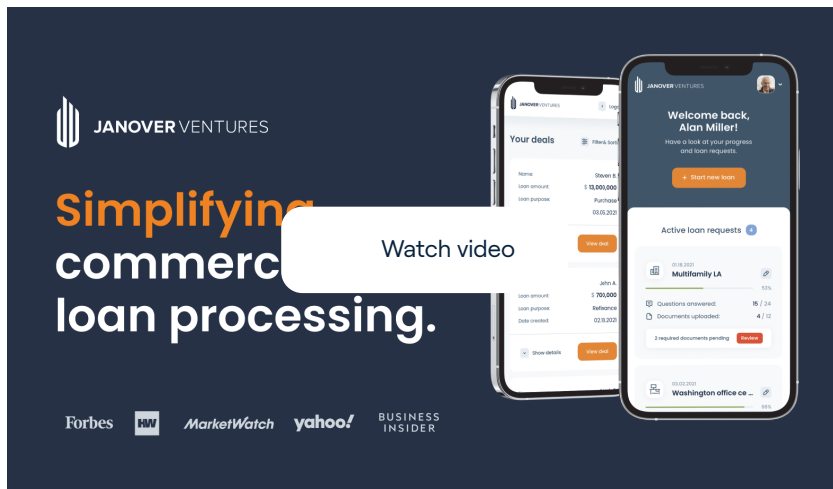 JANOVER VENTURES
Simplifying
commerc
loan processing.
Watch video
Forbes
HW
MarketWatch
yahoo!
BUSINESS
INSIDER
JANOVER VENTURES
Your deals
Filter& Sort
Name:
Steven B.
Loan amount:
$ 13,000,000
Loan purpose:
Purchase
03.05.2021
View deal
John A.
Loan amount:
$ 700,000
Loan purpose:
Refinance
Date created:
02.11.2021
Show details
View deal
JANOVER VENTURES
Welcome back,
Alan Miller!
Have a look at your progress
and loan requests.
+ Start new loan
Active loan requests 4
01.18.2021
Multifamily LA
53%
Questions answered: 15 / 24
Documents uploaded: 4 / 12
2 required documents pending Review
03.02.2021
Washington office ce ...
98%